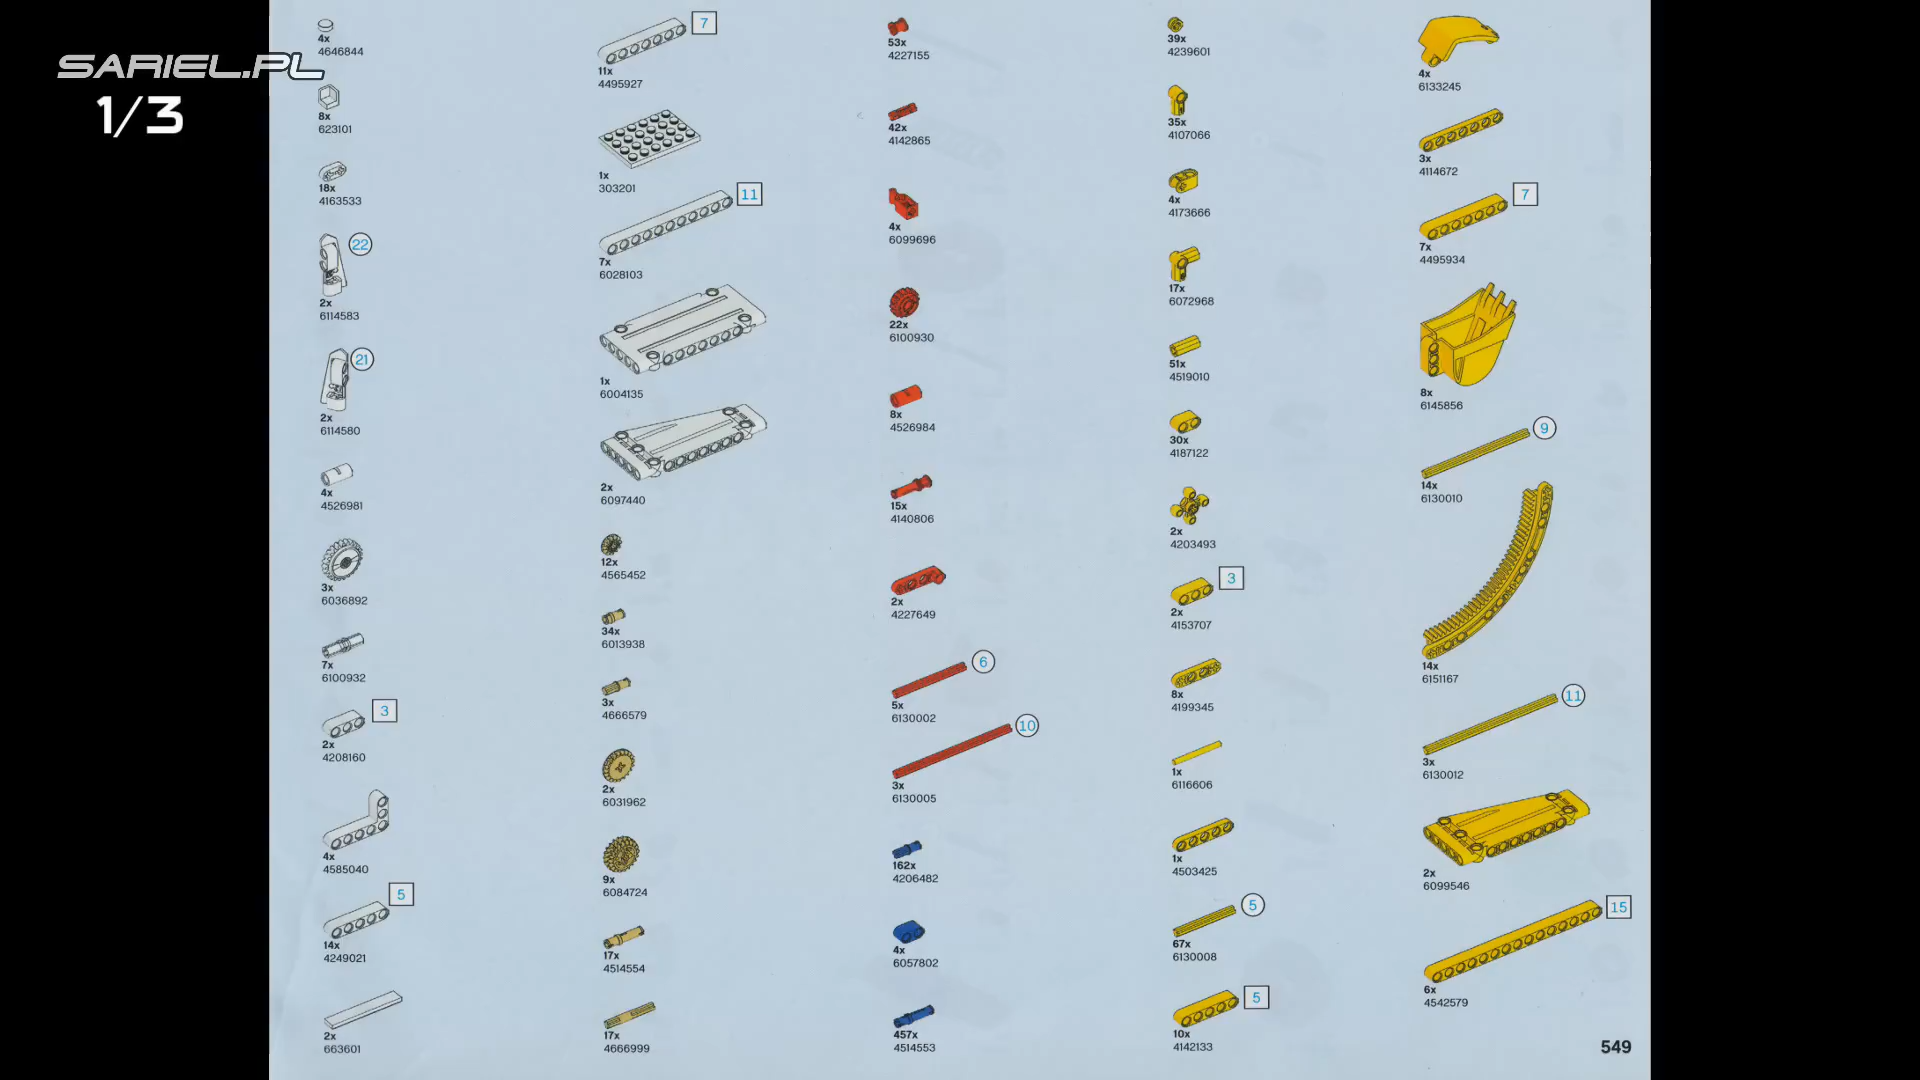 SARIEL.PL
1/3
4x
4646844
8x
623101
18x
4163533
22
2x
6114583
21
2x
6114580
4x
4526981
3x
6036892
7x
6100932
3
2x
4208160
4x
4585040
5
14x
4249021
2x
663601
7
11x
4495927
1x
303201
11
7x
6028103
1x
6004135
2x
6097440
12x
4565452
34x
6013938
3x
4666579
2x
6031962
9x
6084724
17x
4514554
17x
4666999
53x
4227155
42x
4142865
4x
6099696
22x
6100930
8x
4526984
15x
4140806
2x
4227649
6
5x
6130002
10
3x
6130005
162x
4206482
4x
6057802
457x
4514553
39x
4239601
35x
4107066
4x
4173666
17x
6072968
51x
4519010
30x
4187122
2x
4203493
3
2x
4153707
8x
4199345
1x
6116606
1x
4503425
5
67x
6130008
5
10x
4142133
4x
6133245
3x
4114672
7
7x
4495934
8x
6145856
9
14x
6130010
14x
6151167
11
3x
6130012
2x
6099546
15
6x
4542579
549